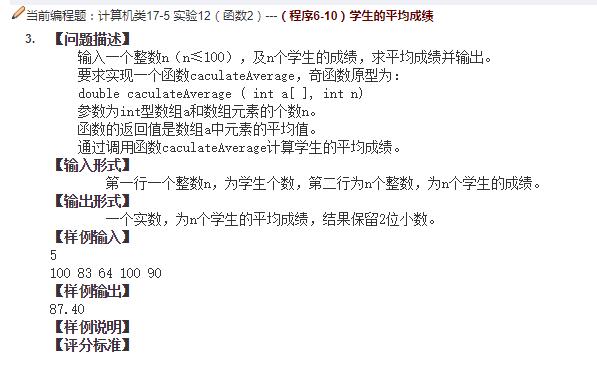 当前编程题：计算机类17-5 实验12（函数2）---（程序6-10）学生的平均成绩
3. 【问题描述】
输入一个整数n（n≤100），及n个学生的成绩，求平均成绩并输出。
要求实现一个函数caculateAverage，奇函数原型为：
double caculateAverage ( int a[ ], int n)
参数为int型数组a和数组元素的个数n。
函数的返回值是数组a中元素的平均值。
通过调用函数caculateAverage计算学生的平均成绩。
【输入形式】
第一行一个整数n，为学生个数，第二行为n个整数，为n个学生的成绩。
【输出形式】
一个实数，为n个学生的平均成绩，结果保留2位小数。
【样例输入】
5
100 83 64 100 90
【样例输出】
87.40
【样例说明】
【评分标准】